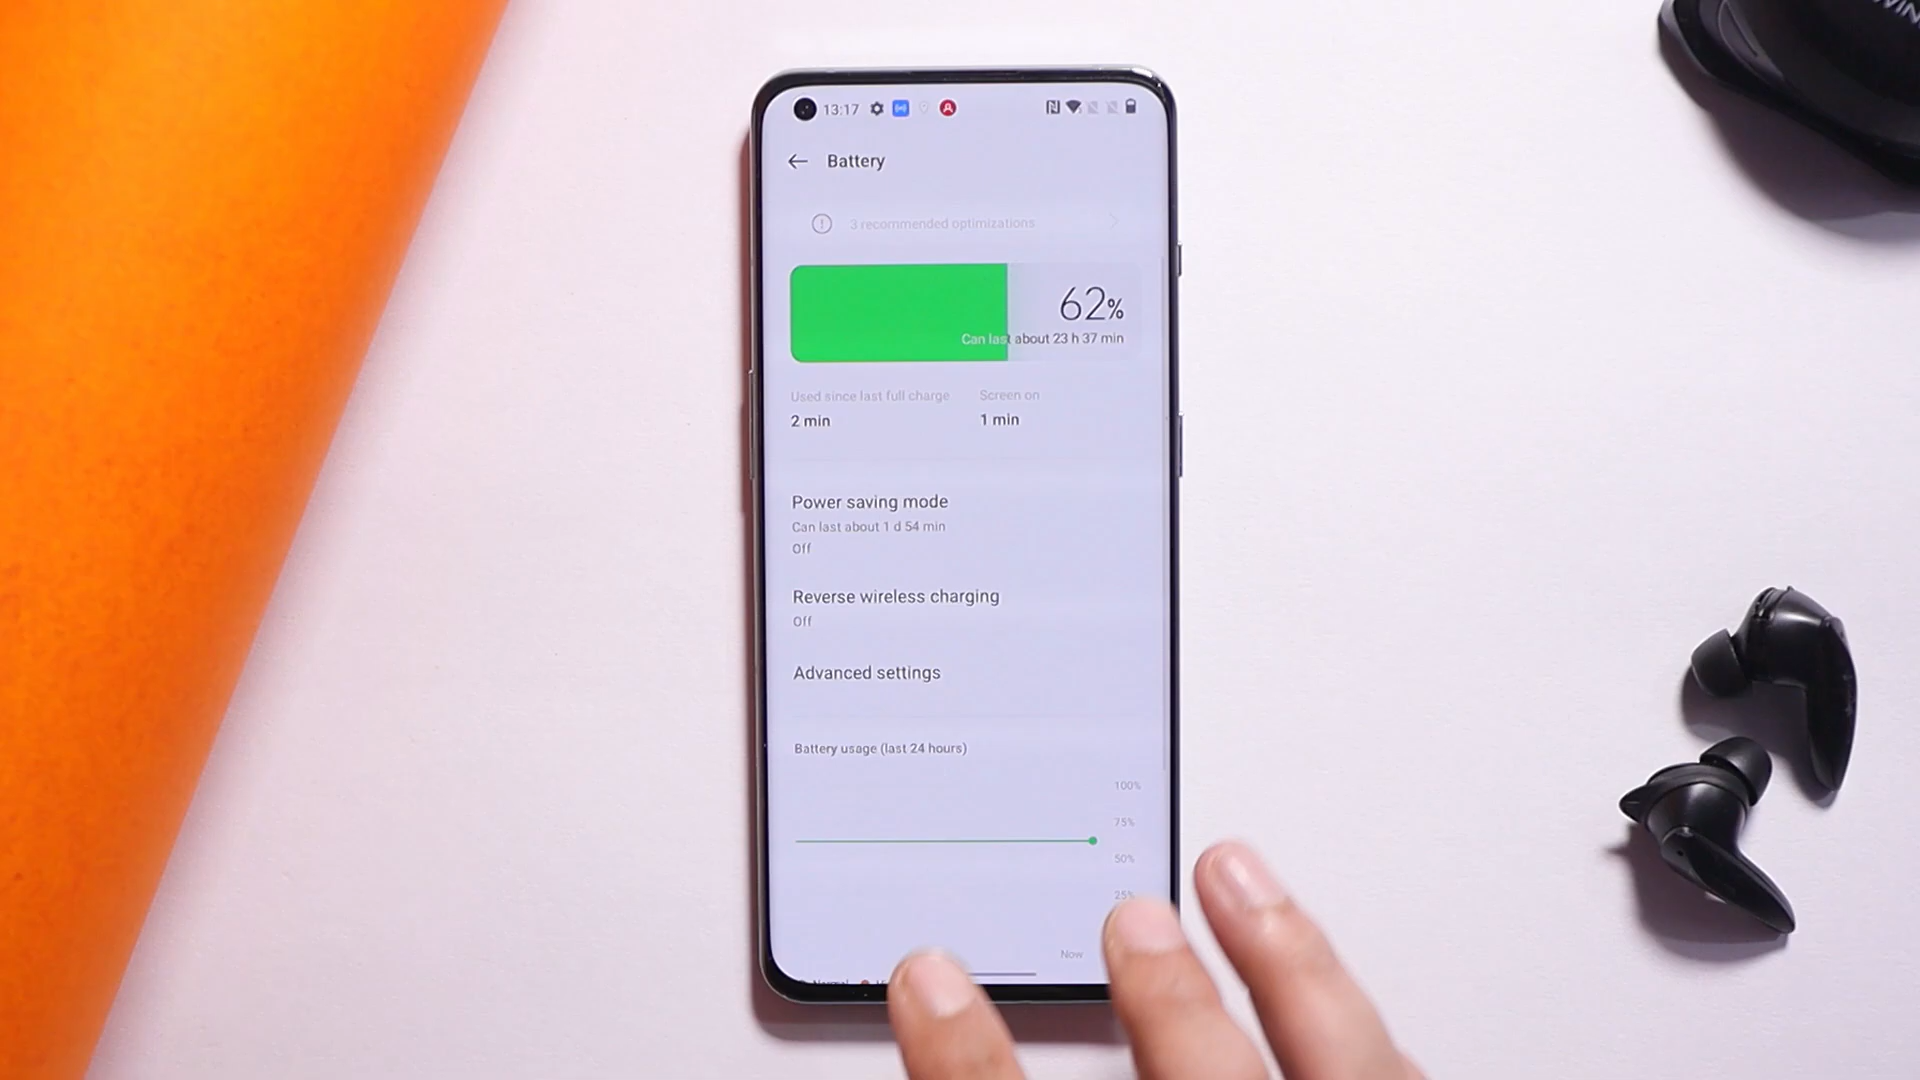 13:17
Battery
3 recommended optimizations
62%
Can last about 23 h 37 min
Used since last full charge
Screen on
2 min
1 min
Power saving mode
Can last about 1 d 54 min
Off
Reverse wireless charging
Off
Advanced settings
Battery usage (last 24 hours)
100%
75%
50%
25%
Now